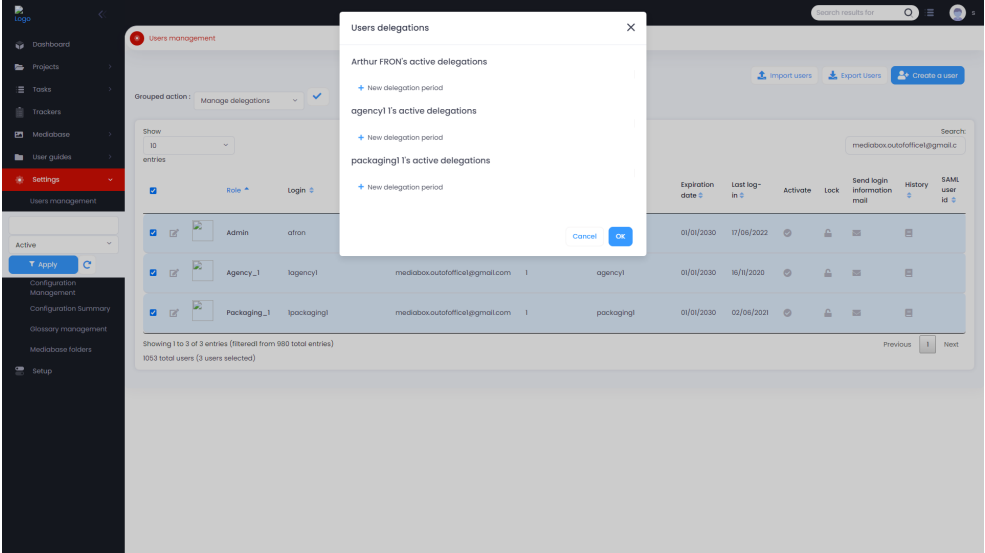 Logo
Search results for
s
Dashboard
Projects
Tasks
Trackers
Mediabase
User guides
Settings
Users management
Active
Apply
Configuration
Management
Configuration Summary
Glossary management
Mediabase folders
Setup
Users management
Import users
Export Users
Create a user
Grouped action :
Manage delegations
Show
10
entries
Search:
mediabox.outofoffice1@gmail.c
Role
Login
Expiration
date
Last log-
in
Activate
Lock
Send login
information
mail
History
SAML
user
id
Admin
afron
01/01/2030
17/06/2022
Agency_1
1agency1
mediabox.outofoffice1@gmail.com
1
agency1
01/01/2030
16/11/2020
Packaging_1
1packaging1
mediabox.outofoffice1@gmail.com
1
packaging1
01/01/2030
02/06/2021
Showing 1 to 3 of 3 entries (filteredl from 980 total entries)
1053 total users (3 users selected)
Previous
1
Next
Users delegations
Arthur FRON's active delegations
+ New delegation period
agency1 1's active delegations
+ New delegation period
packaging1 1's active delegations
+ New delegation period
Cancel
OK